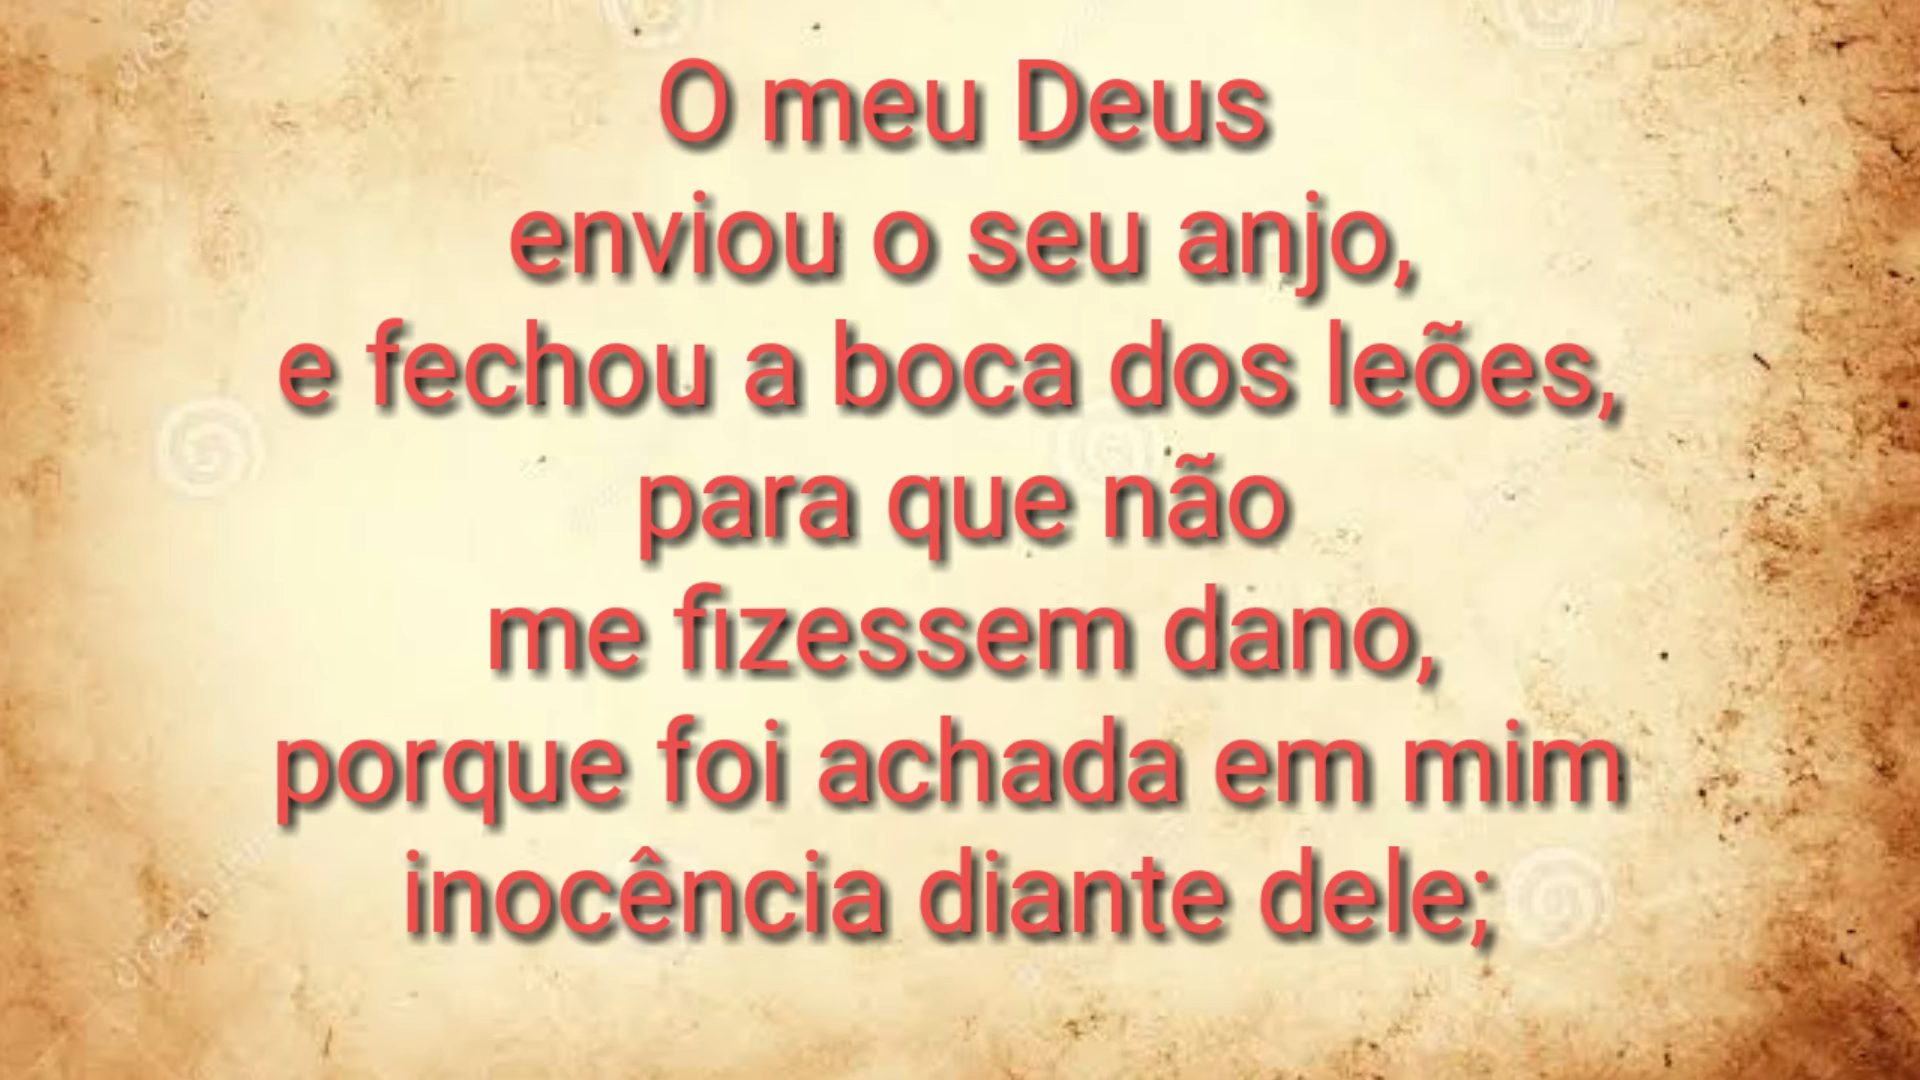 O meu Deus
enviou o seu anjo,
e fechou a boca dos leões,
para que não
me fizessem dano,
porque foi achada em mim
inocência diante dele;